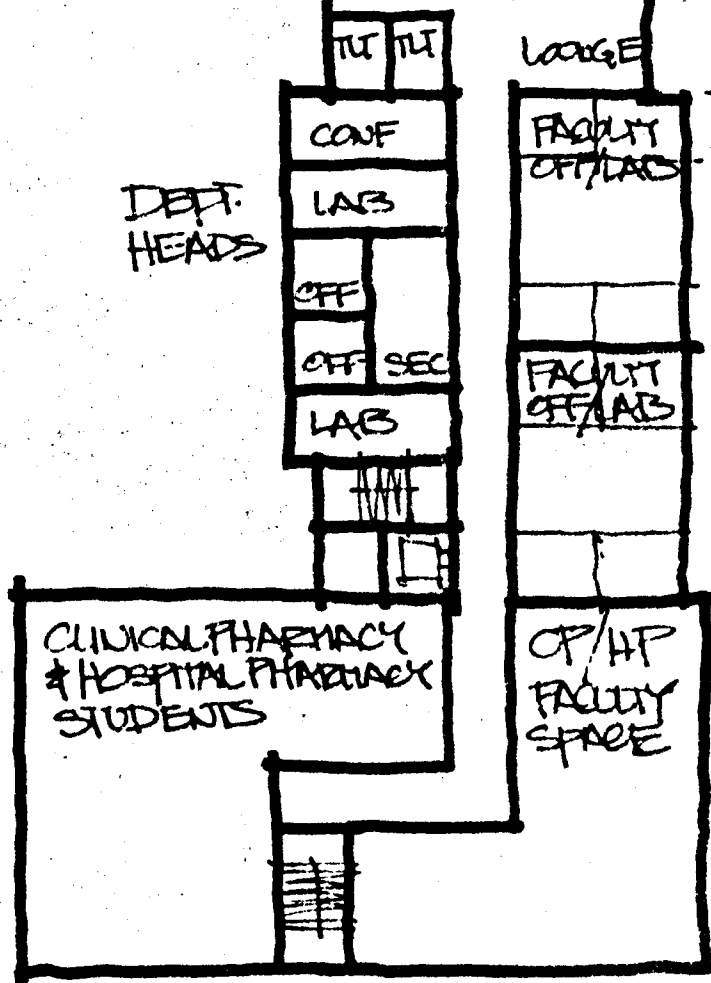 TLT TLT
LOUNGE
CONF
FACULTY
OFF/LAB
LAB
DEPT.
HEADS
OFF
OFF SEC
FACULTY
OFF/LAB
LAB
CLINICAL PHARMACY
& HOSPITAL PHARMACY
STUDENTS
CP/HP
FACULTY
SPACE